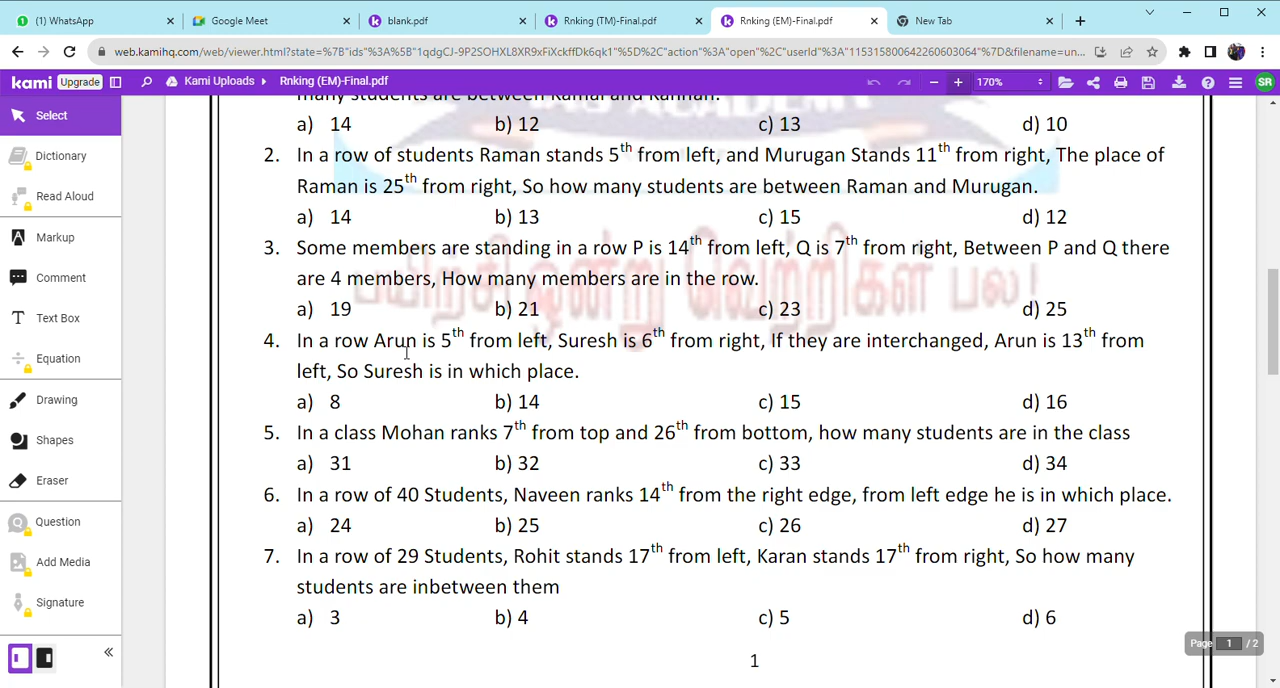 (1) WhatsApp
Google Meet
blank.pdf
Rnking (TM)-Final.pdf
Rnking (EM)-Final.pdf
New Tab
web.kamihq.com/web/viewer.html?state=%7B"ids"%3A%5B"1qdgCJ-9P2SOHXL8XR9xFiXckffDk6qk1"%5D%2C"action"%3A"open"%2C"userId"%3A"115315800642260603064"%7D&filename=un...
kami Upgrade Kami Uploads Rnking (EM)-Final.pdf 170% SR
Select
Dictionary
Read Aloud
Markup
Comment
Text Box
Equation
Drawing
Shapes
Eraser
Question
Add Media
Signature
many students are between Kamal and Kannan.
a) 14 b) 12 c) 13 d) 10
2. In a row of students Raman stands 5th from left, and Murugan Stands 11th from right, The place of
Raman is 25th from right, So how many students are between Raman and Murugan.
a) 14 b) 13 c) 15 d) 12
3. Some members are standing in a row P is 14th from left, Q is 7th from right, Between P and Q there
are 4 members, How many members are in the row.
a) 19 b) 21 c) 23 d) 25
4. In a row Arun is 5th from left, Suresh is 6th from right, If they are interchanged, Arun is 13th from
left, So Suresh is in which place.
a) 8 b) 14 c) 15 d) 16
5. In a class Mohan ranks 7th from top and 26th from bottom, how many students are in the class
a) 31 b) 32 c) 33 d) 34
6. In a row of 40 Students, Naveen ranks 14th from the right edge, from left edge he is in which place.
a) 24 b) 25 c) 26 d) 27
7. In a row of 29 Students, Rohit stands 17th from left, Karan stands 17th from right, So how many
students are inbetween them
a) 3 b) 4 c) 5 d) 6
1
Page 1 / 2
ACADEMY
பயிற்சி ஒன்று வெற்றிகள் பல!